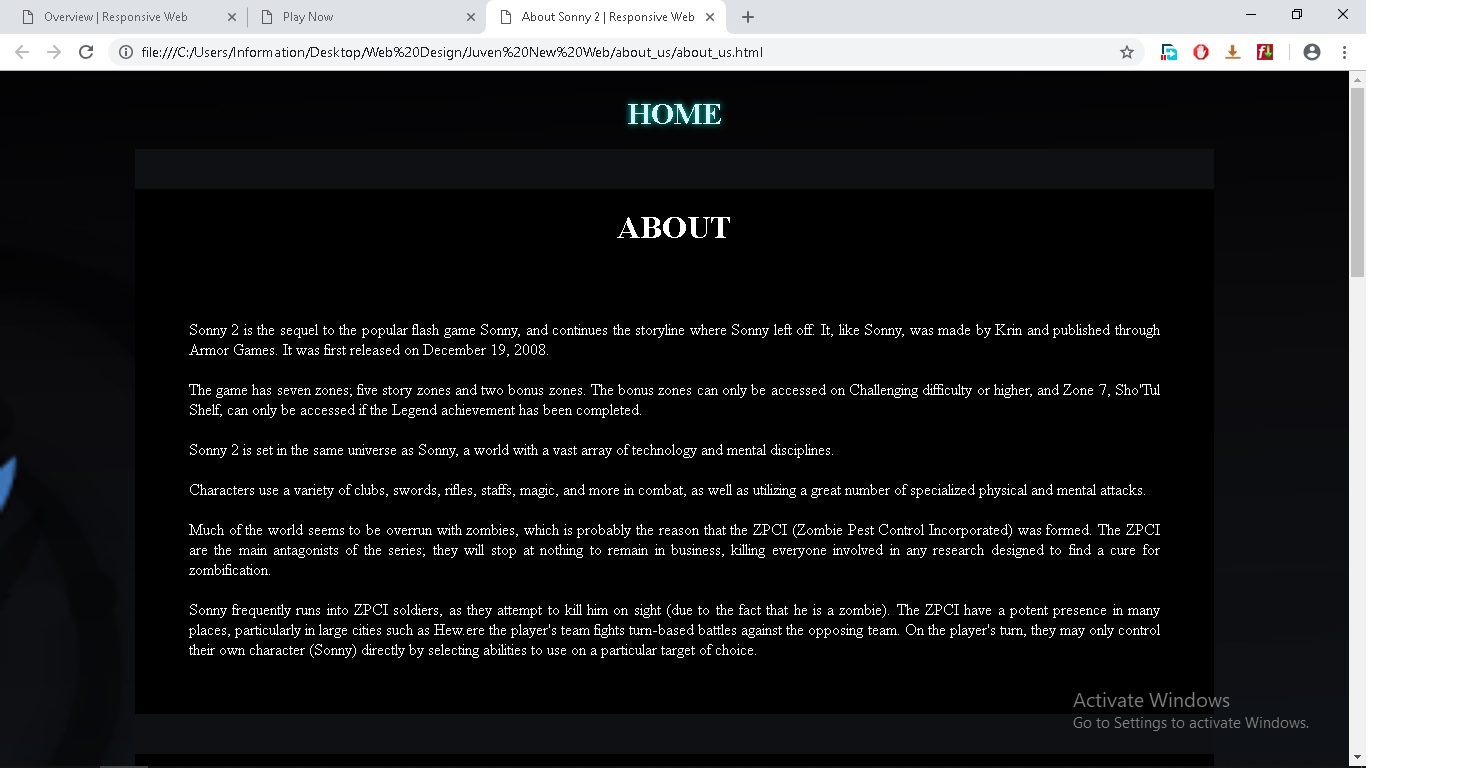 Overview | Responsive Web
Play Now
About Sonny 2 | Responsive Web
file:///C:/Users/Information/Desktop/Web%20Design/Juven%20New%20Web/about_us/about_us.html
HOME
ABOUT
Sonny 2 is the sequel to the popular flash game Sonny, and continues the storyline where Sonny left off. It, like Sonny, was made by Krin and published through
Armor Games. It was first released on December 19, 2008.
The game has seven zones; five story zones and two bonus zones. The bonus zones can only be accessed on Challenging difficulty or higher, and Zone 7, Sho'Tul
Shelf, can only be accessed if the Legend achievement has been completed.
Sonny 2 is set in the same universe as Sonny, a world with a vast array of technology and mental disciplines.
Characters use a variety of clubs, swords, rifles, staffs, magic, and more in combat, as well as utilizing a great number of specialized physical and mental attacks.
Much of the world seems to be overrun with zombies, which is probably the reason that the ZPCI (Zombie Pest Control Incorporated) was formed. The ZPCI
are the main antagonists of the series; they will stop at nothing to remain in business, killing everyone involved in any research designed to find a cure for
zombification.
Sonny frequently runs into ZPCI soldiers, as they attempt to kill him on sight (due to the fact that he is a zombie). The ZPCI have a potent presence in many
places, particularly in large cities such as Hew.ere the player's team fights turn-based battles against the opposing team. On the player's turn, they may only control
their own character (Sonny) directly by selecting abilities to use on a particular target of choice.
Activate Windows
Go to Settings to activate Windows.